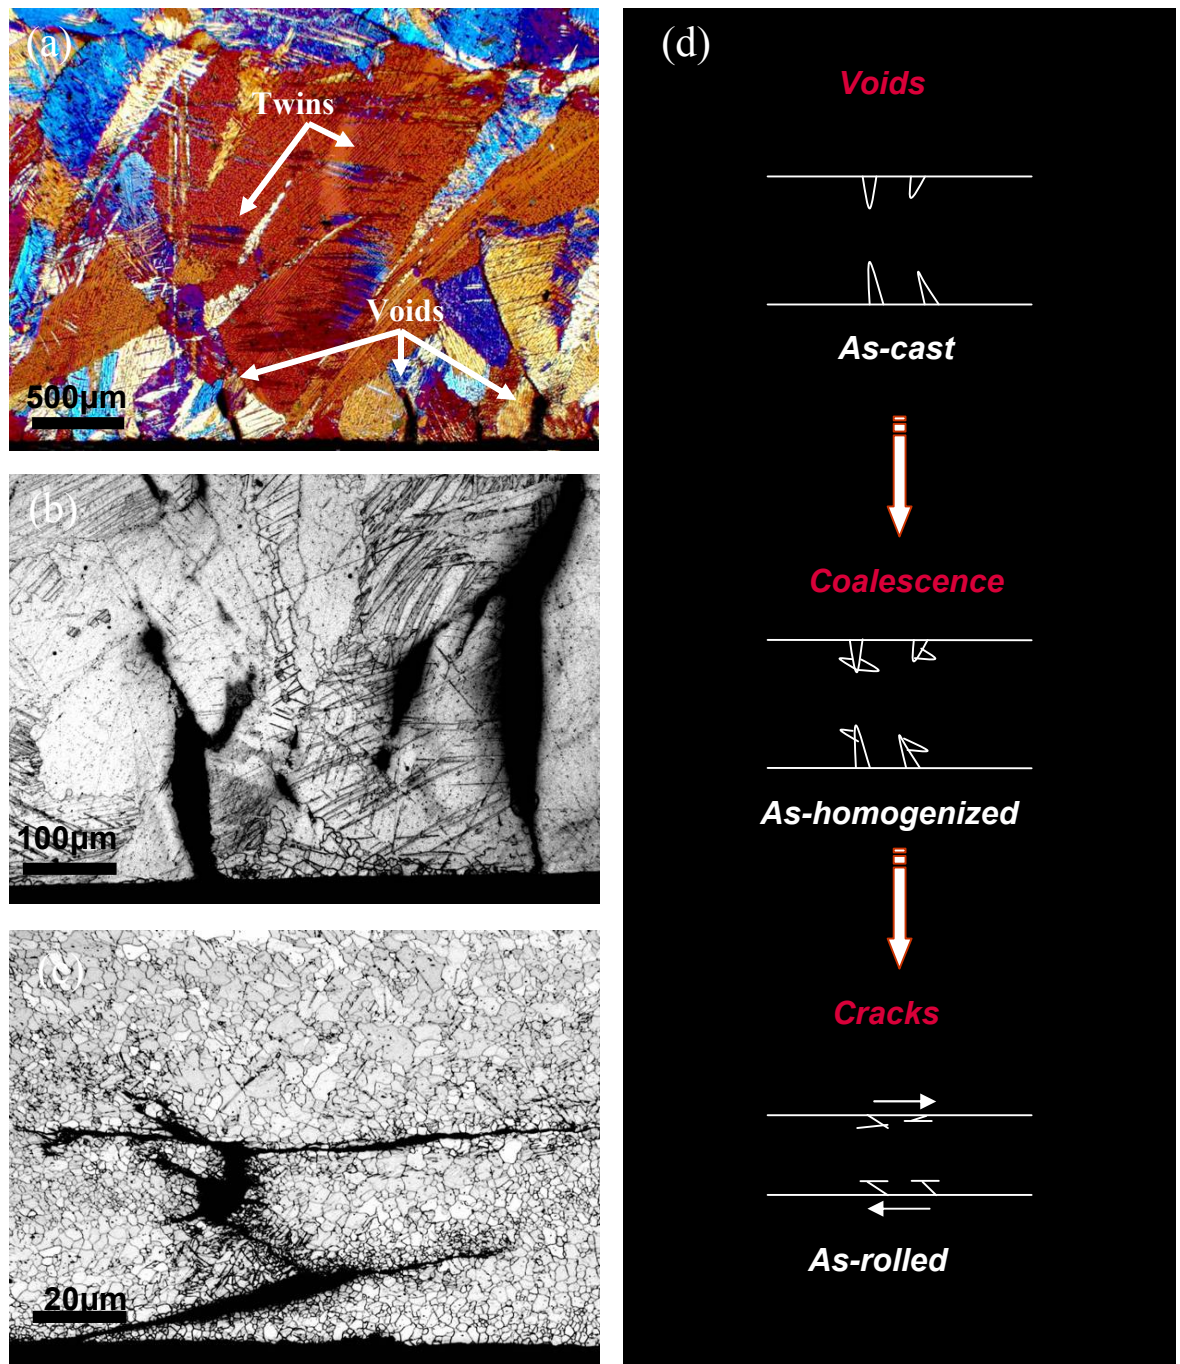 (a)
Twins
Voids
500µm
(b)
100µm
(c)
20µm
(d)
Voids
As-cast
Coalescence
As-homogenized
Cracks
As-rolled